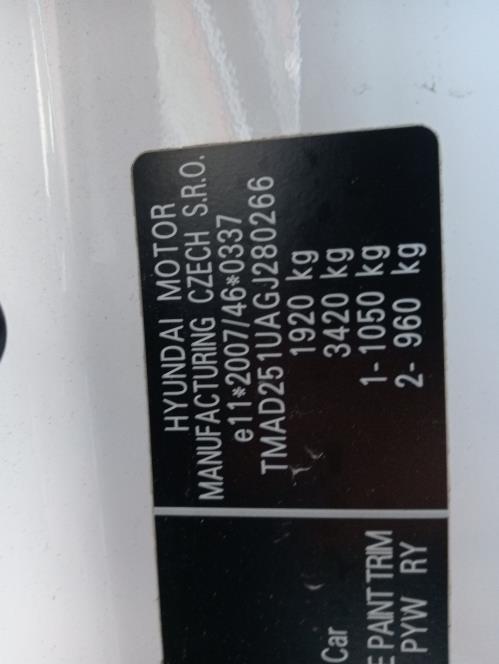 HYUNDAI MOTOR
MANUFACTURING CZECH S.R.O.
e11*2007/46*0337
TMAD251UAGJ280266
1920 kg
3420 kg
1- 1050 kg
2- 960 kg
Car
PAINT TRIM
PYW RY